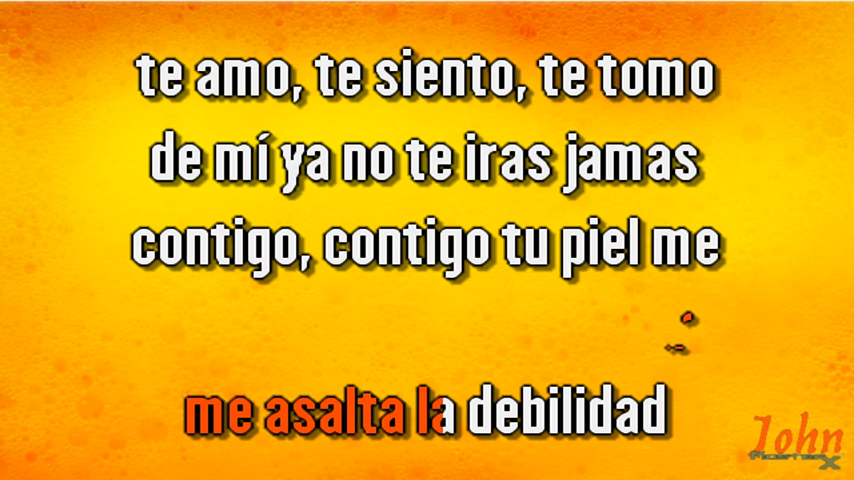 te amo, te siento, te tomo
de mí ya no te iras jamas
contigo, contigo tu piel me
me asalta la debilidad
John